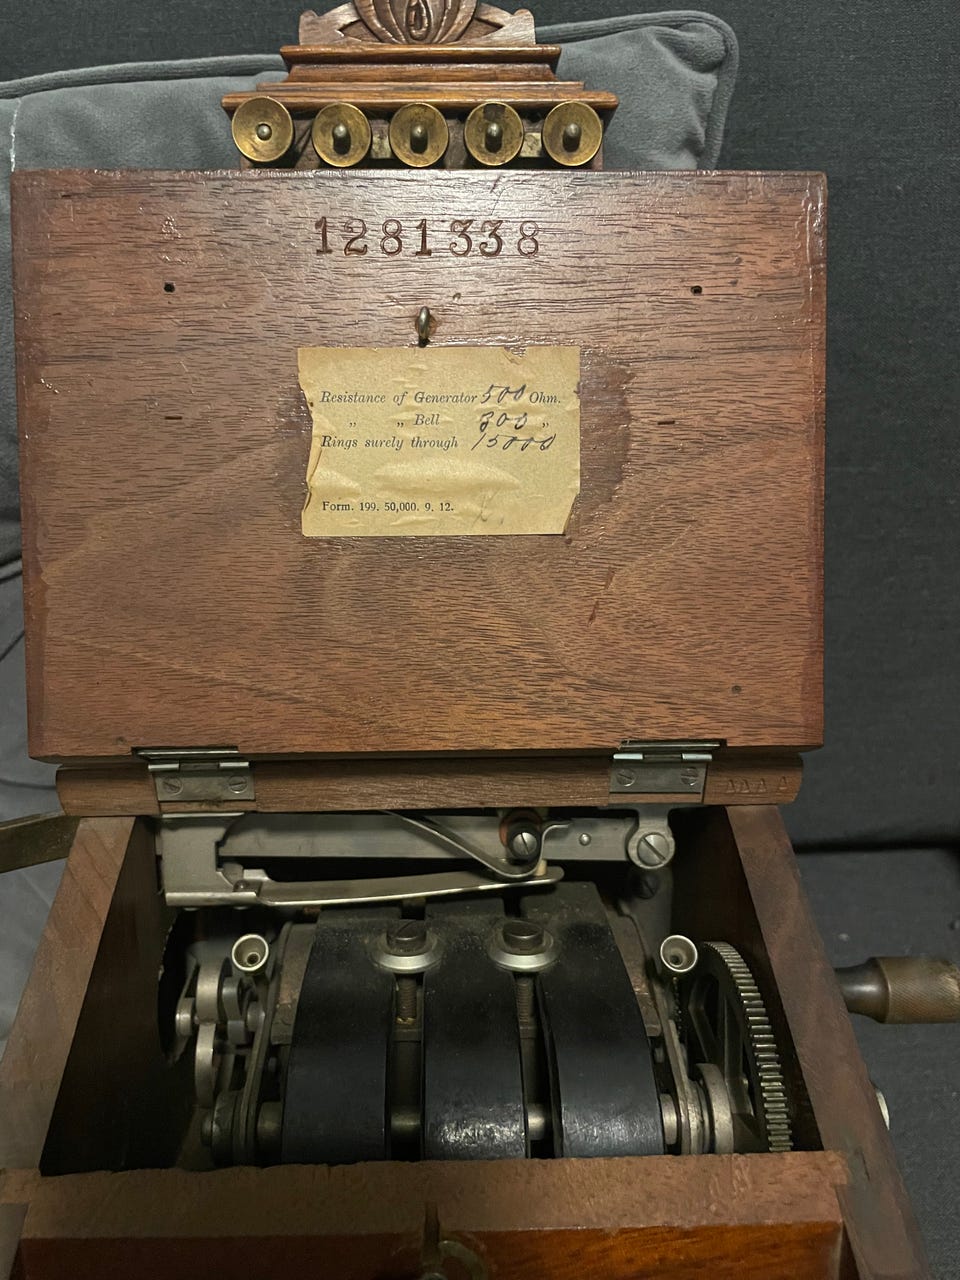 1281338
Resistance of Generator 500 Ohm.
„ „ Bell 300 „
Rings surely through 15000
Form. 199. 50,000. 9. 12.